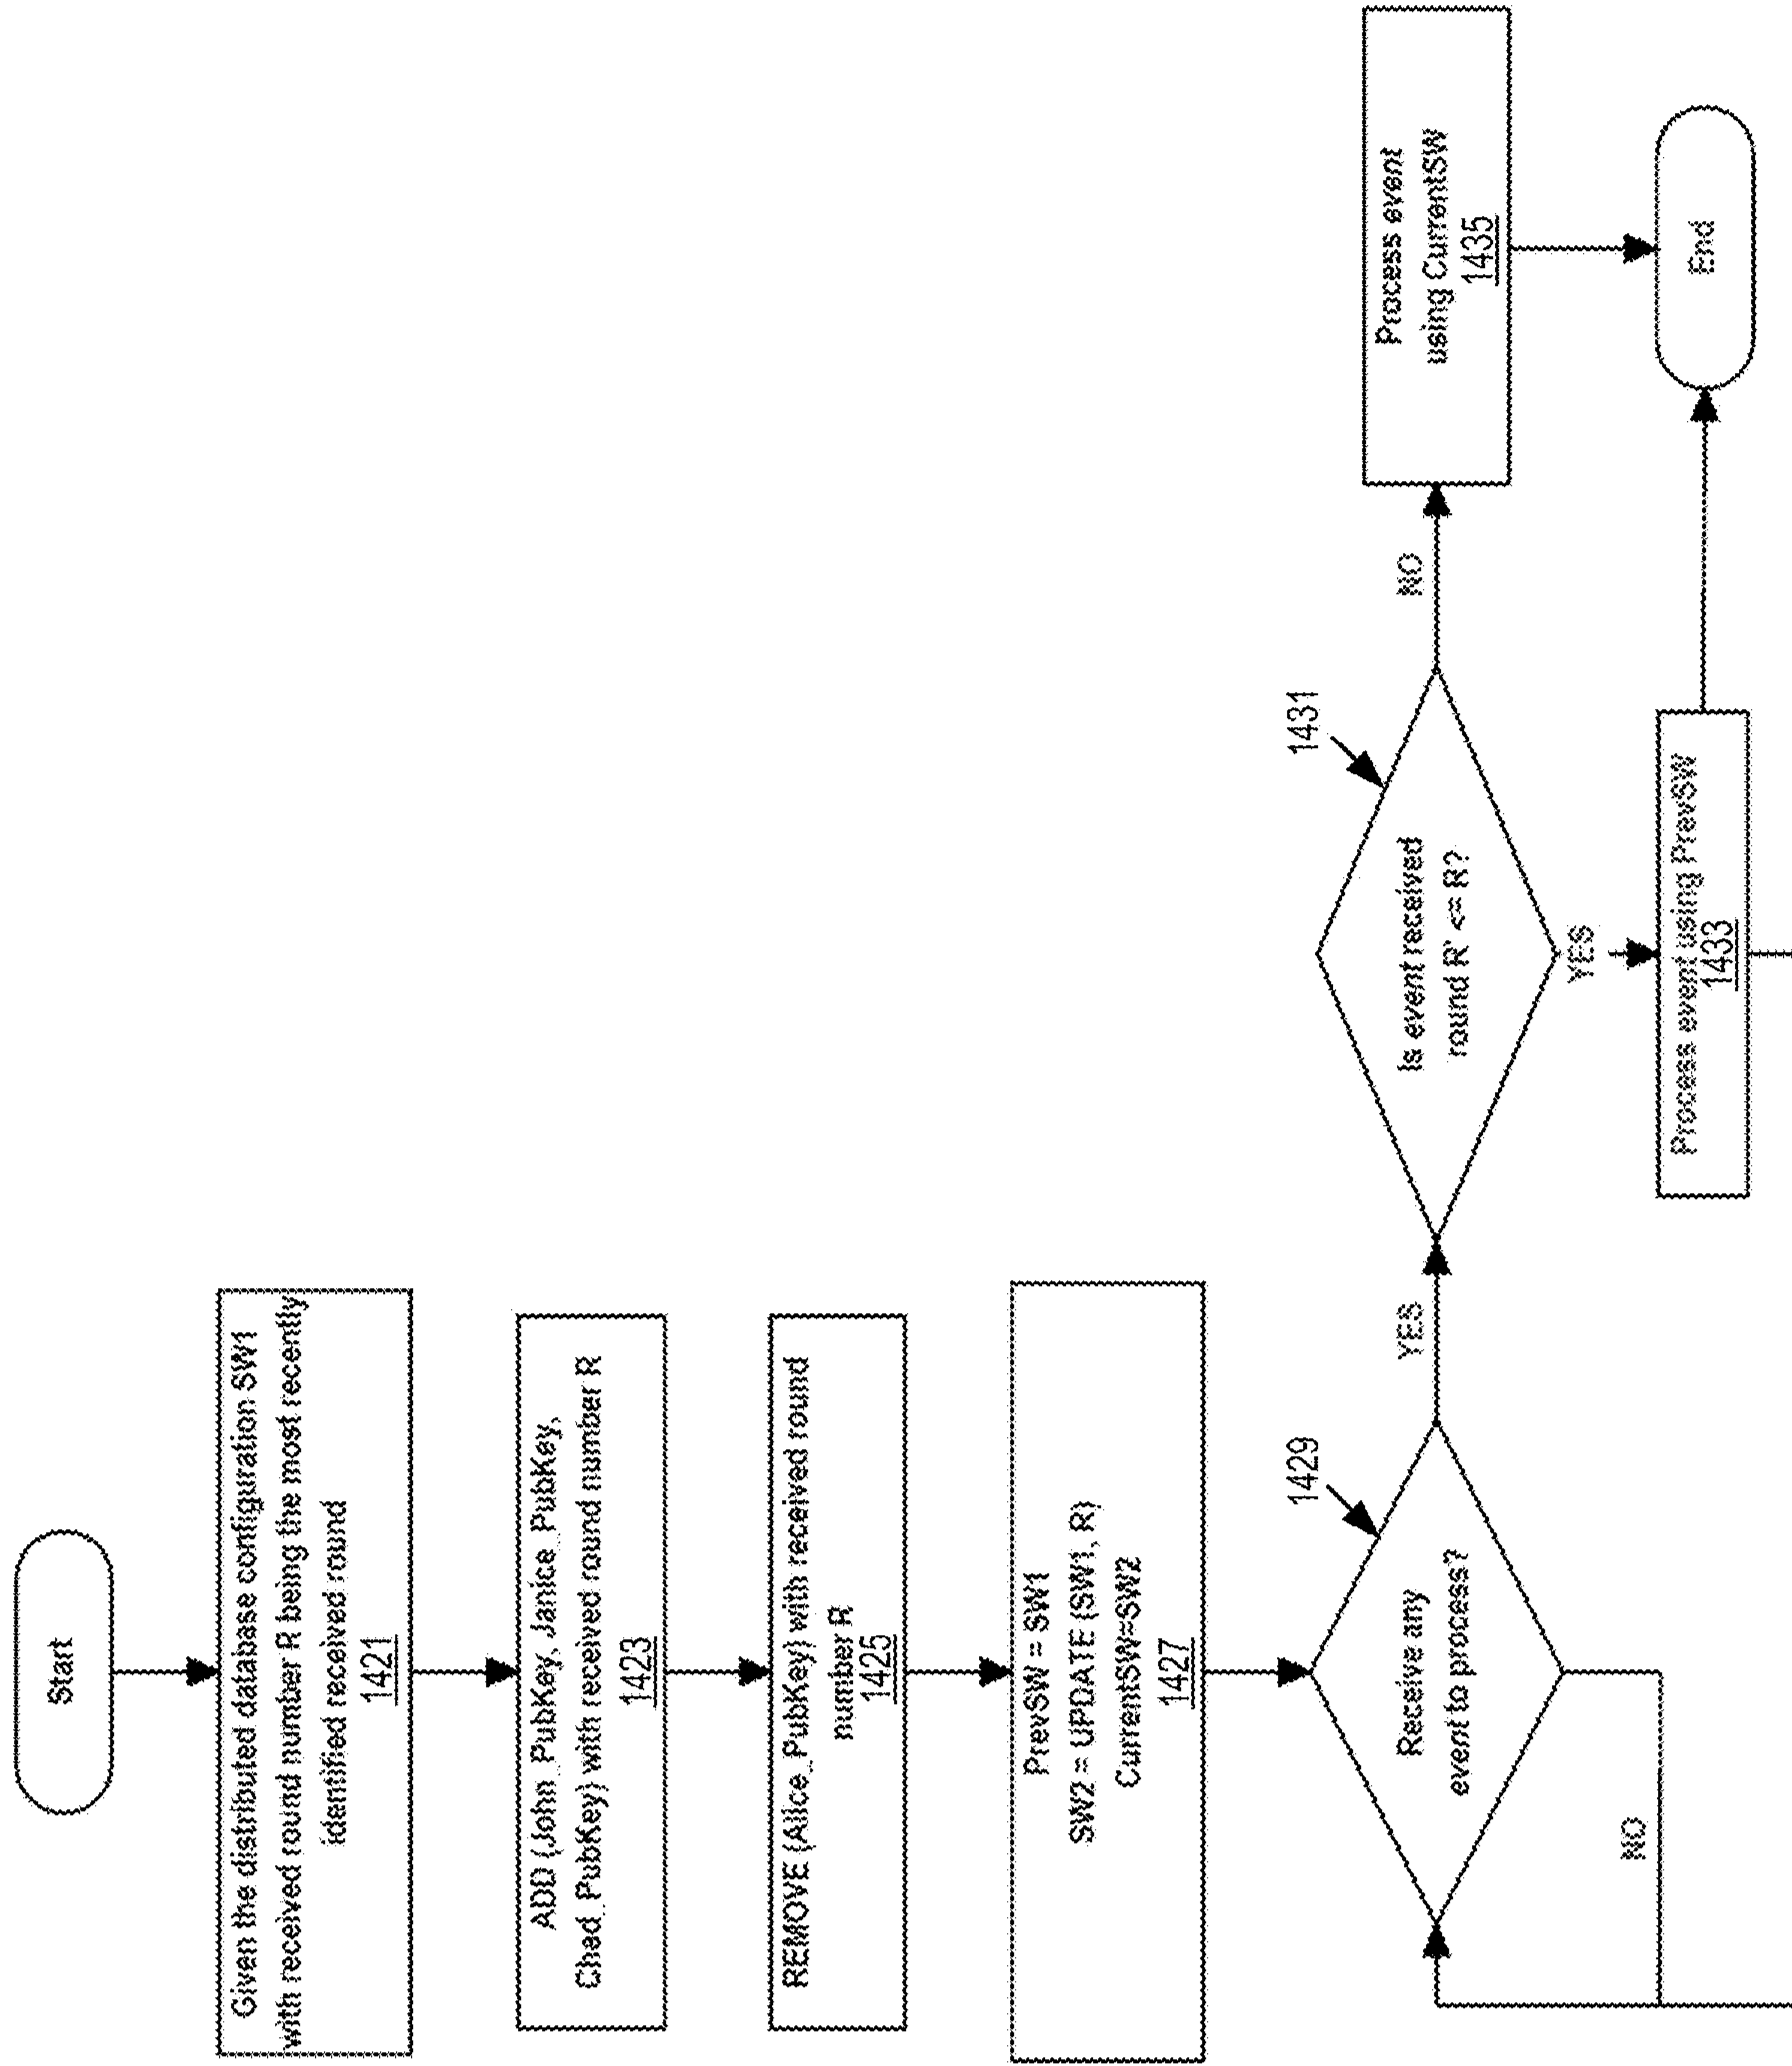 Start
Given the distributed database configuration SW1
with received round number R being the most recently
identified received round
1421
ADD (John_PubKey, Janice_PubKey,
Chad_PubKey) with received round number R
1423
REMOVE (Alice_PubKey) with received round
number R
1425
PrevSW = SW1
SW2 = UPDATE (SW1, R)
CurrentSW=SW2
1427
1429
Receive any
event to process?
NO
YES
1431
Is event received
round R' <= R?
NO
YES
Process event
using CurrentSW
1435
Process event using PrevSW
1433
End